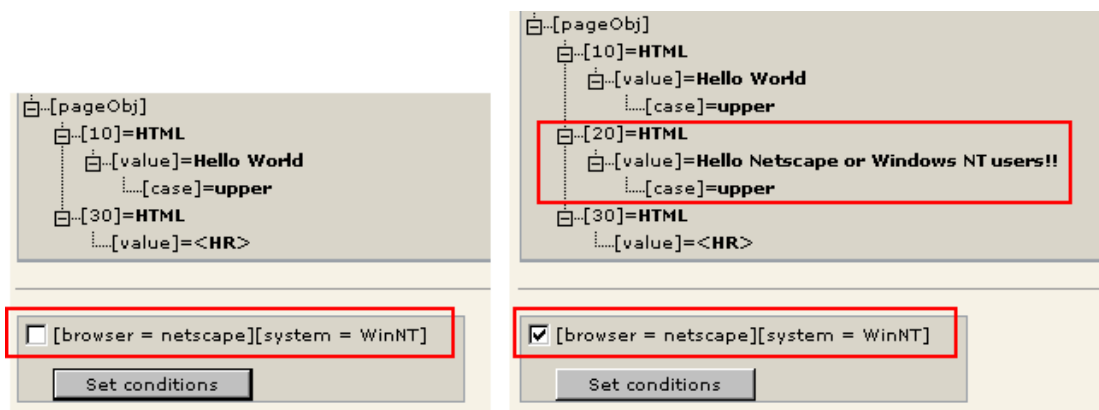 [pageObj]
[10]=HTML
[value]=Hello World
[case]=upper
[30]=HTML
[value]=<HR>
[browser = netscape][system = WinNT]
Set conditions
[pageObj]
[10]=HTML
[value]=Hello World
[case]=upper
[20]=HTML
[value]=Hello Netscape or Windows NT users!!
[case]=upper
[30]=HTML
[value]=<HR>
[browser = netscape][system = WinNT]
Set conditions